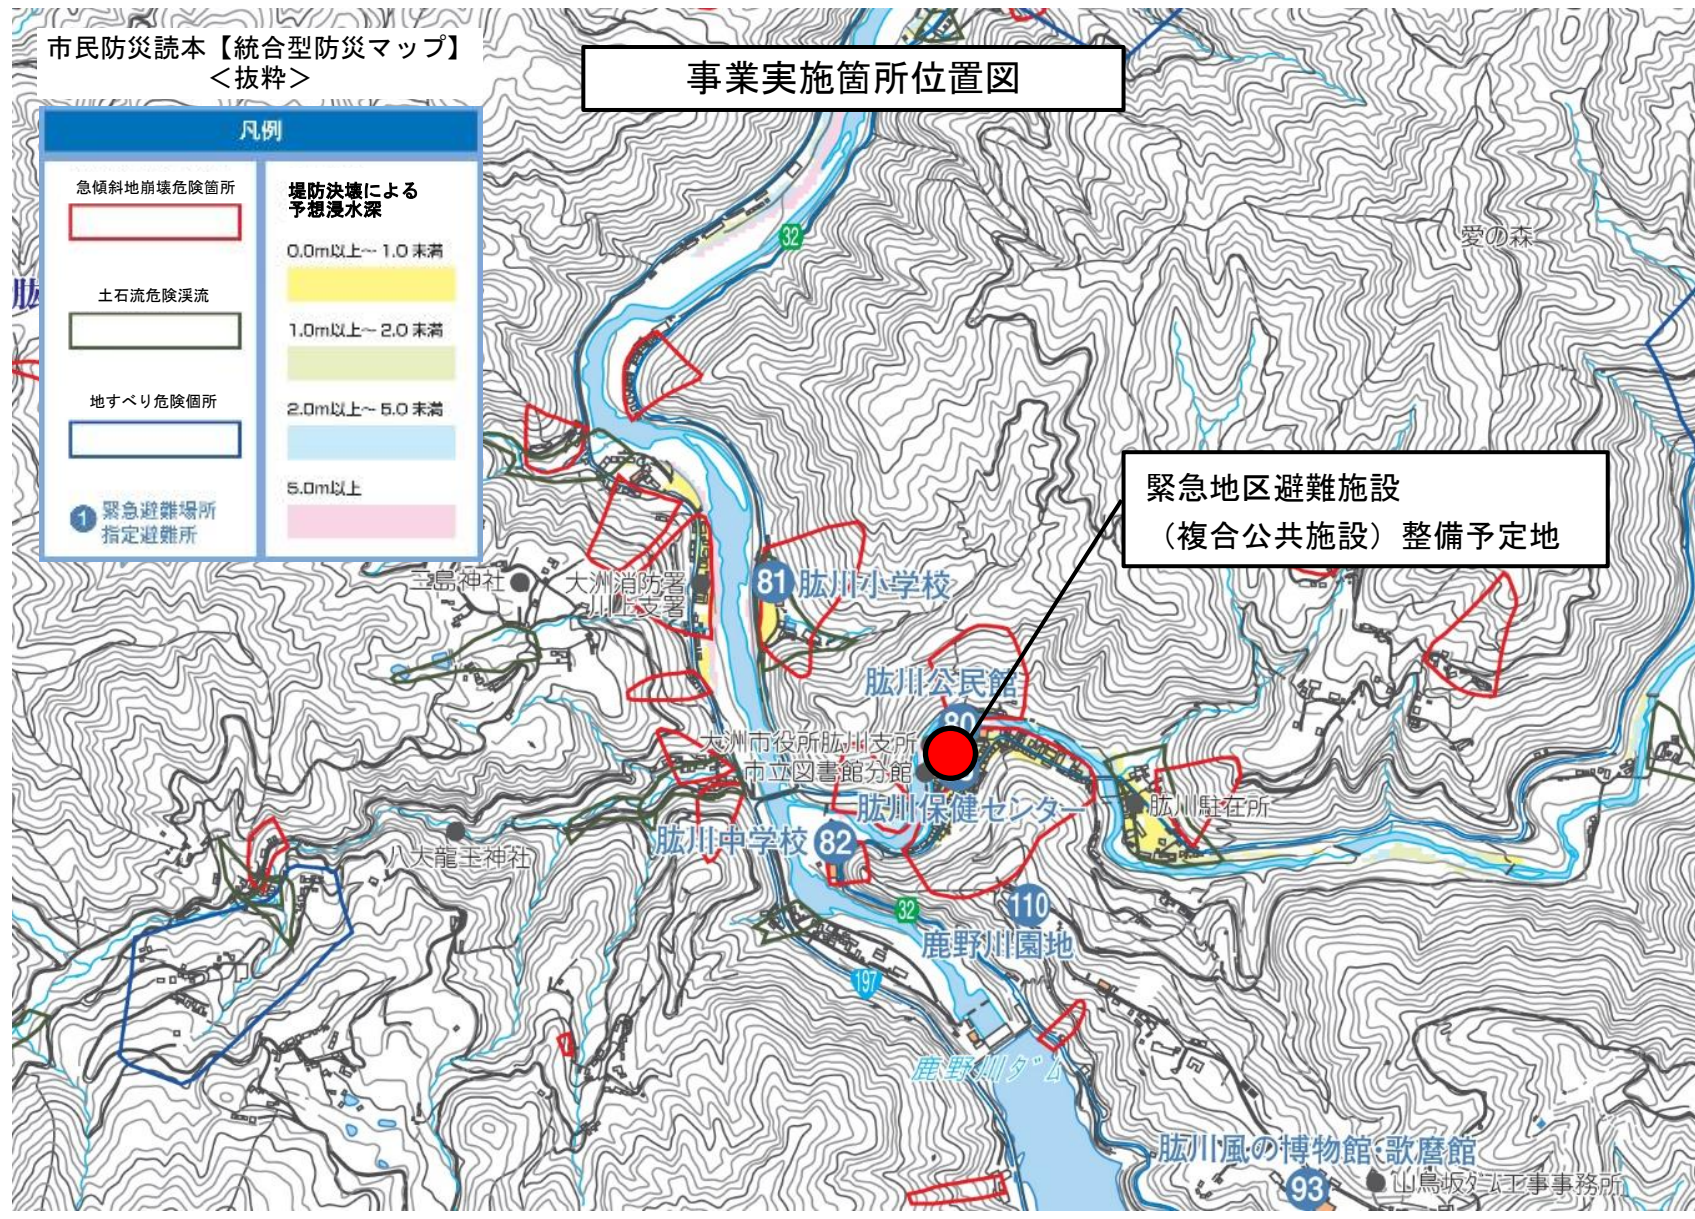 市民防災読本【統合型防災マップ】
＜抜粋＞
事業実施箇所位置図
凡例
急傾斜地崩壊危険箇所
土石流危険渓流
地すべり危険個所
1 緊急避難場所
指定避難所
堤防決壊による
予想浸水深
0.0m以上～1.0未満
1.0m以上～2.0未満
2.0m以上～5.0未満
5.0m以上
32
愛の森
緊急地区避難施設
（複合公共施設）整備予定地
三島神社
大洲消防署
川上支署
81 肱川小学校
肱川公民館
80
大洲市役所肱川支所
市立図書館分館
肱川保健センター
肱川駐在所
肱川中学校 82
八大龍王神社
32
110
鹿野川園地
197
鹿野川ダム
肱川風の博物館・歌麿館
93
山鳥坂ダム工事事務所